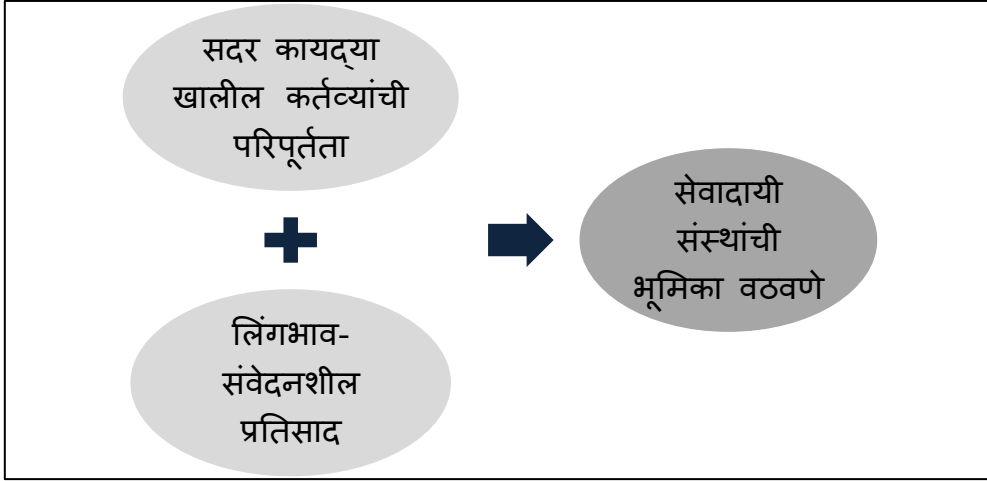 सदर कायद्‌या
खालील कर्तव्यांची
परिपूर्तता
लिंगभाव-
संवेदनशील
प्रतिसाद
सेवादायी
संस्थांची
भूमिका वठवणे